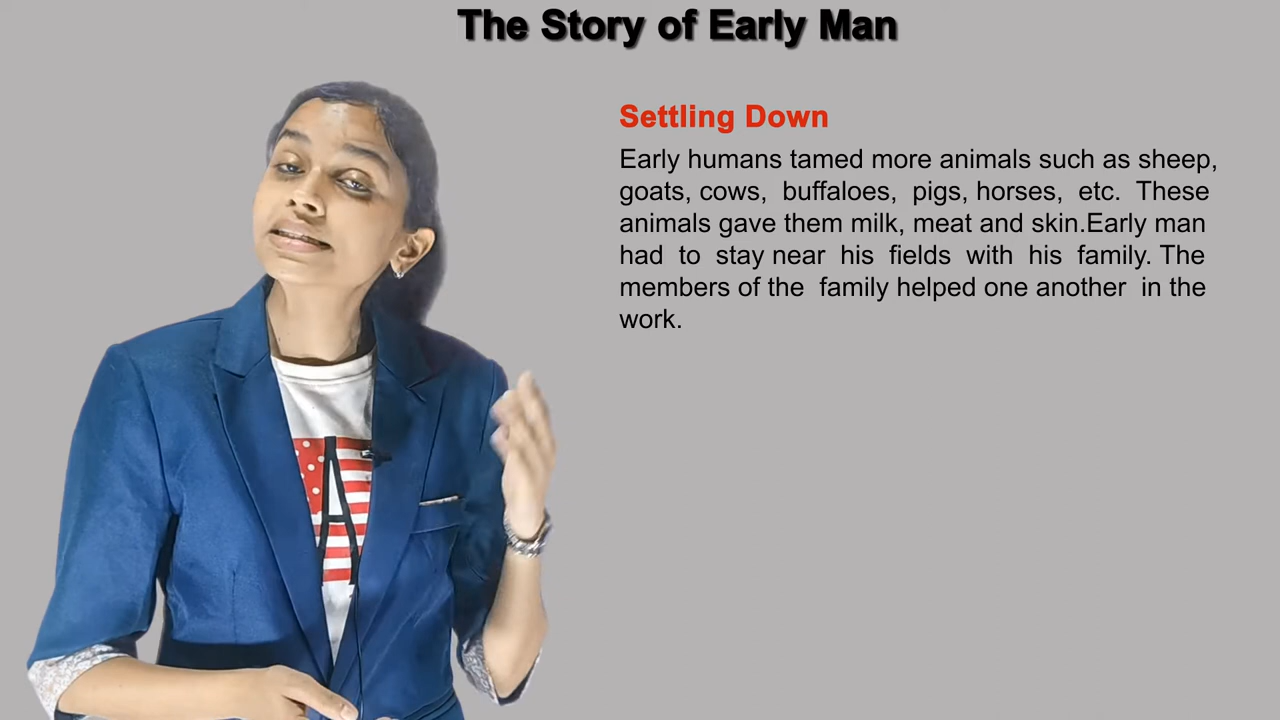 The Story of Early Man
Settling Down
Early humans tamed more animals such as sheep,
goats, cows, buffaloes, pigs, horses, etc. These
animals gave them milk, meat and skin.Early man
had to stay near his fields with his family. The
members of the family helped one another in the
work.
A